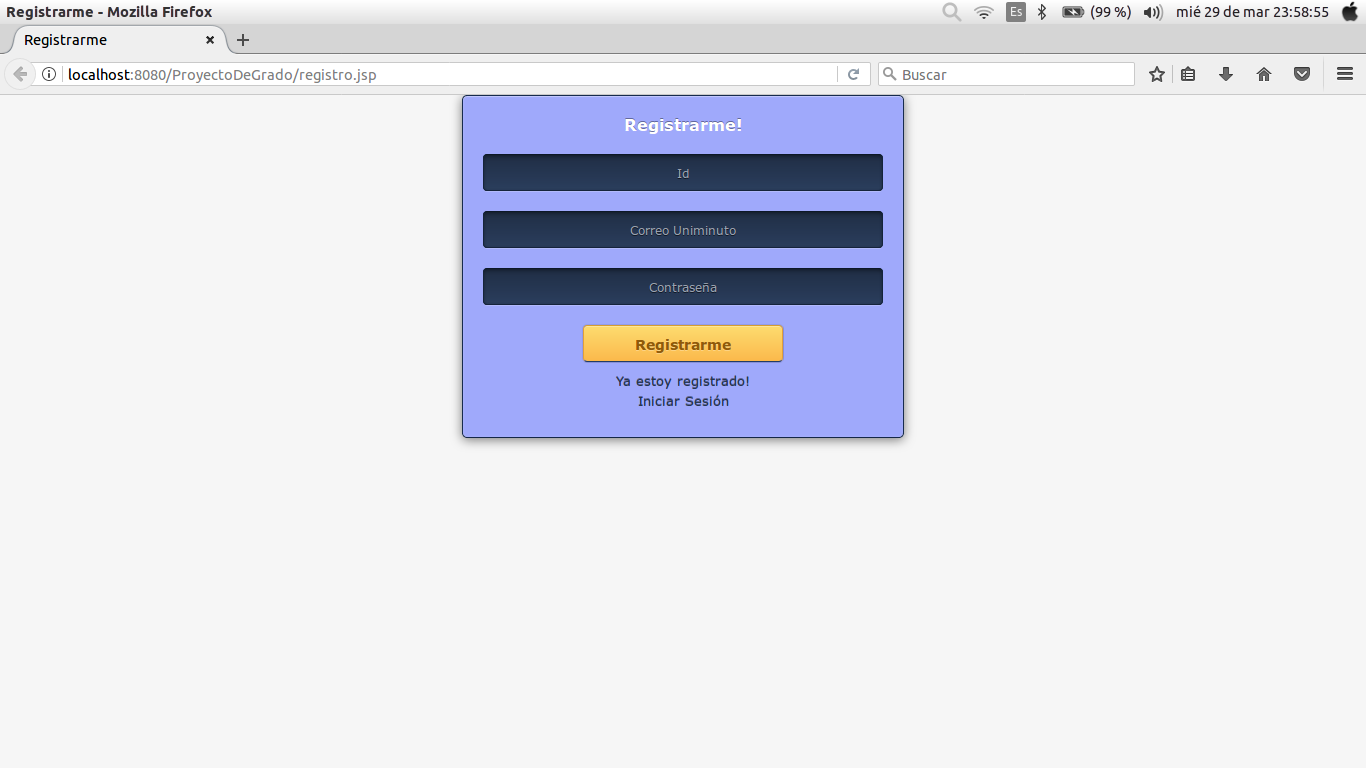 Registrarme - Mozilla Firefox
Es
(99 %)
mié 29 de mar 23:58:55
Registrarme
localhost:8080/ProyectoDeGrado/registro.jsp
Buscar
Registrarme!
Id
Correo Uniminuto
Contraseña
Registrarme
Ya estoy registrado!
Iniciar Sesión